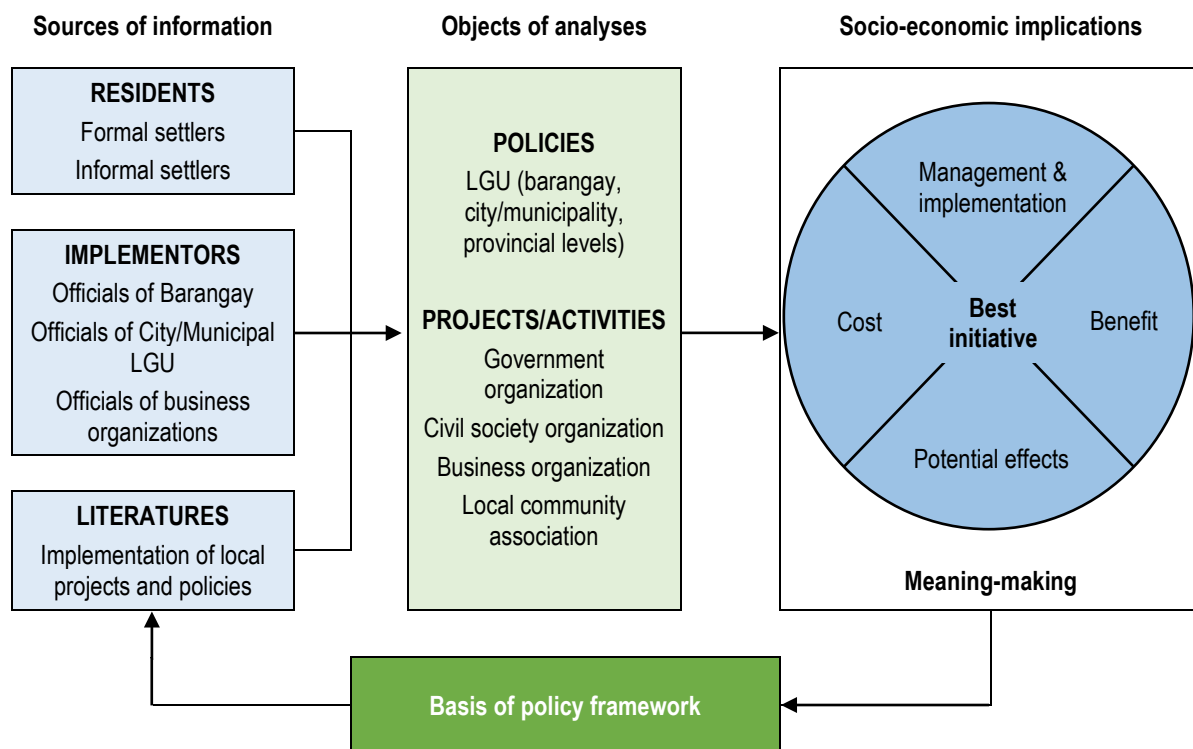 Sources of information
RESIDENTS
Formal settlers
Informal settlers
IMPLEMENTORS
Officials of Barangay
Officials of City/Municipal
LGU
Officials of business
organizations
LITERATURES
Implementation of local
projects and policies
Objects of analyses
POLICIES
LGU (barangay,
city/municipality,
provincial levels)
PROJECTS/ACTIVITIES
Government
organization
Civil society organization
Business organization
Local community
association
Socio-economic implications
Management &
implementation
Cost
Best
initiative
Benefit
Potential effects
Meaning-making
Basis of policy framework